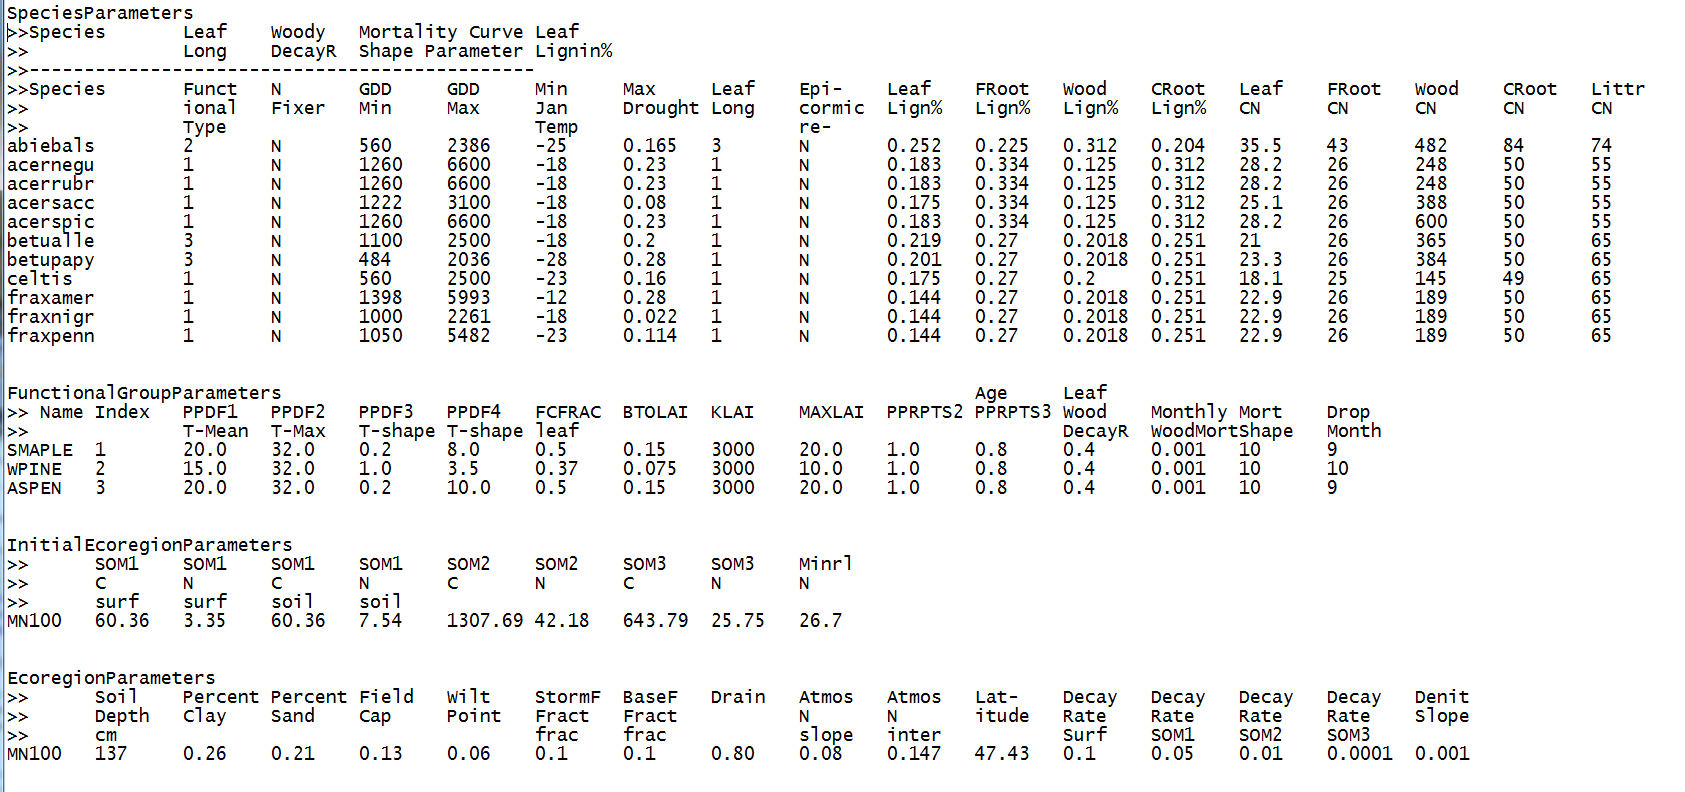 SpeciesParameters
>>Species Leaf Woody Mortality Curve Leaf
>> Long DecayR Shape Parameter Lignin%
>>----------------------------------------------
>>Species Funct N GDD GDD Min Max Leaf Epi- Leaf FRoot Wood CRoot Leaf FRoot Wood CRoot Littr
>> ional Fixer Min Max Jan Drought Long cormic Lign% Lign% Lign% Lign% CN CN CN CN CN
>> Type Temp re-
abiebals 2 N 560 2386 -25 0.165 3 N 0.252 0.225 0.312 0.204 35.5 43 482 84 74
acernegu 1 N 1260 6600 -18 0.23 1 N 0.183 0.334 0.125 0.312 28.2 26 248 50 55
acerrubr 1 N 1260 6600 -18 0.23 1 N 0.183 0.334 0.125 0.312 28.2 26 248 50 55
acersacc 1 N 1222 3100 -18 0.08 1 N 0.175 0.334 0.125 0.312 25.1 26 388 50 55
acerspic 1 N 1260 6600 -18 0.23 1 N 0.183 0.334 0.125 0.312 28.2 26 600 50 55
betualle 3 N 1100 2500 -18 0.2 1 N 0.219 0.27 0.2018 0.251 21 26 365 50 65
betupapy 3 N 484 2036 -28 0.28 1 N 0.201 0.27 0.2018 0.251 23.3 26 384 50 65
celtis 1 N 560 2500 -23 0.16 1 N 0.175 0.27 0.2 0.251 18.1 25 145 49 65
fraxamer 1 N 1398 5993 -12 0.28 1 N 0.144 0.27 0.2018 0.251 22.9 26 189 50 65
fraxnigr 1 N 1000 2261 -18 0.022 1 N 0.144 0.27 0.2018 0.251 22.9 26 189 50 65
fraxpenn 1 N 1050 5482 -23 0.114 1 N 0.144 0.27 0.2018 0.251 22.9 26 189 50 65
FunctionalGroupParameters Age Leaf
>> Name Index PPDF1 PPDF2 PPDF3 PPDF4 FCFRAC BTOLAI KLAI MAXLAI PPRPTS2 PPRPTS3 Wood Monthly Mort Drop
>> T-Mean T-Max T-shape T-shape leaf DecayR WoodMortShape Month
SMAPLE 1 20.0 32.0 0.2 8.0 0.5 0.15 3000 20.0 1.0 0.8 0.4 0.001 10 9
WPINE 2 15.0 32.0 1.0 3.5 0.37 0.075 3000 10.0 1.0 0.8 0.4 0.001 10 10
ASPEN 3 20.0 32.0 0.2 10.0 0.5 0.15 3000 20.0 1.0 0.8 0.4 0.001 10 9
InitialEcoregionParameters
>> SOM1 SOM1 SOM1 SOM1 SOM2 SOM2 SOM3 SOM3 Minrl
>> C N C N C N C N N
>> surf surf soil soil
MN100 60.36 3.35 60.36 7.54 1307.69 42.18 643.79 25.75 26.7
EcoregionParameters
>> Soil Percent Percent Field Wilt StormF BaseF Drain Atmos Atmos Lat- Decay Decay Decay Decay Denit
>> Depth Clay Sand Cap Point Fract Fract N N itude Rate Rate Rate Rate Slope
>> cm frac frac slope inter Surf SOM1 SOM2 SOM3
MN100 137 0.26 0.21 0.13 0.06 0.1 0.1 0.80 0.08 0.147 47.43 0.1 0.05 0.01 0.0001 0.001